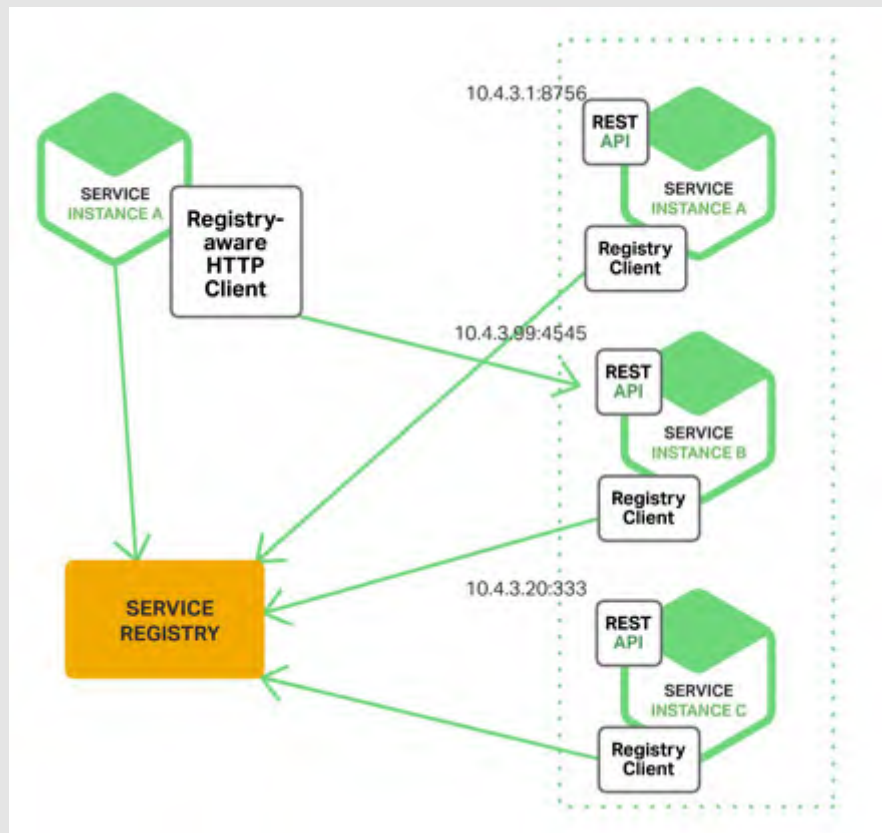 10.4.3.1:8756
REST
API
SERVICE
INSTANCE A
Registry
Client
SERVICE
INSTANCE A
Registry-
aware
HTTP
Client
10.4.3.99:4545
REST
API
SERVICE
INSTANCE B
Registry
Client
SERVICE
REGISTRY
10.4.3.20:333
REST
API
SERVICE
INSTANCE C
Registry
Client